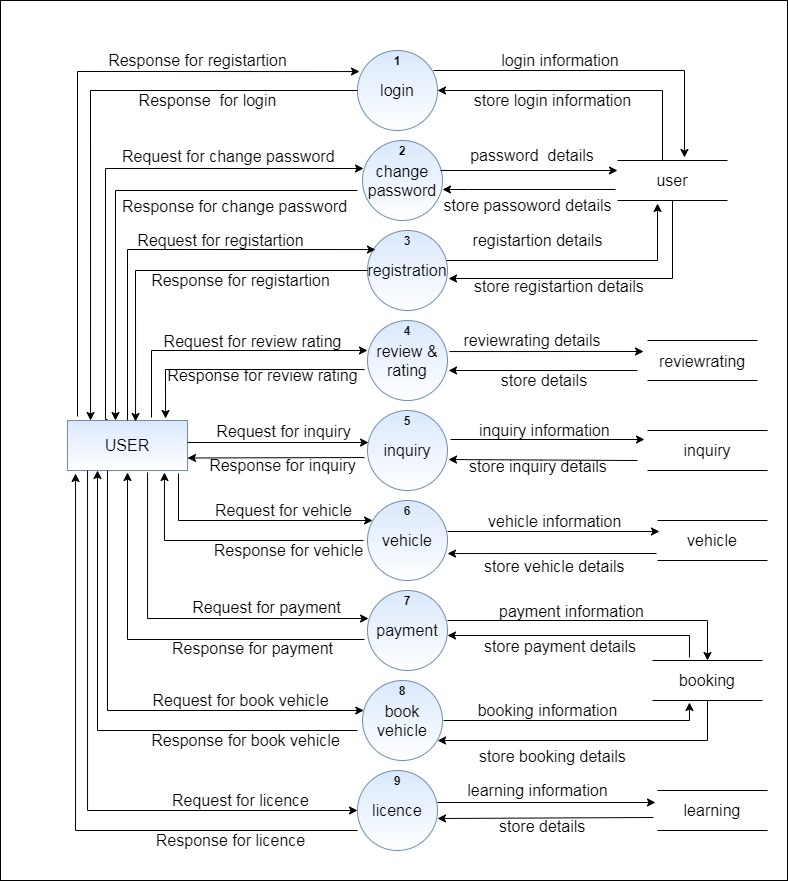 Response for registartion
1
login information
login
Response  for login
store login information
2
Request for change password
password  details
change
password
user
Response for change password
store passoword details
3
Request for registartion
registartion details
registration
Response for registartion
store registartion details
4
Request for review rating
reviewrating details
review &
rating
reviewrating
Response for review rating
store details
5
Request for inquiry
inquiry information
USER
inquiry
inquiry
Response for inquiry
store inquiry details
6
Request for vehicle
vehicle information
vehicle
vehicle
Response for vehicle
store vehicle details
7
Request for payment
payment information
payment
Response for payment
store payment details
booking
8
Request for book vehicle
booking information
book
vehicle
Response for book vehicle
store booking details
9
Request for licence
learning information
licence
learning
Response for licence
store details